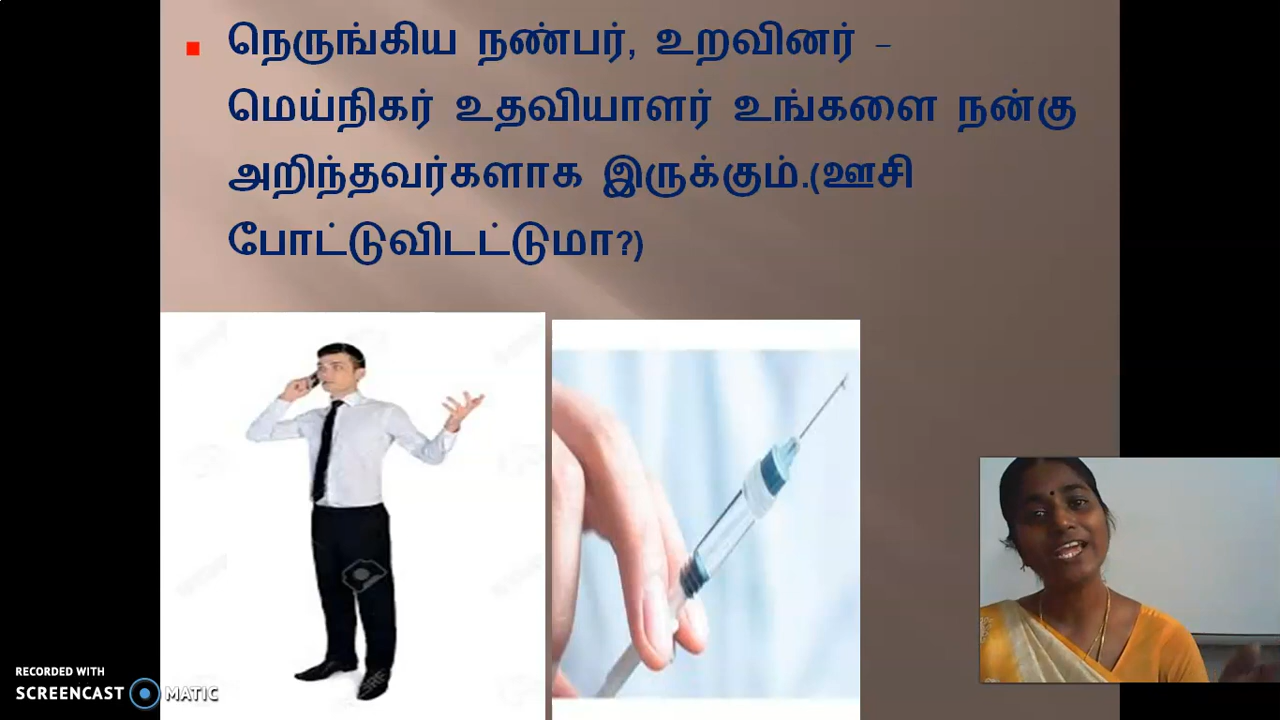 நெருங்கிய நண்பர், உறவினர் –
மெய்நிகர் உதவியாளர் உங்களை நன்கு
அறிந்தவர்களாக இருக்கும்.(ஊசி
போட்டுவிடட்டுமா?)
RECORDED WITH
SCREENCAST MATIC